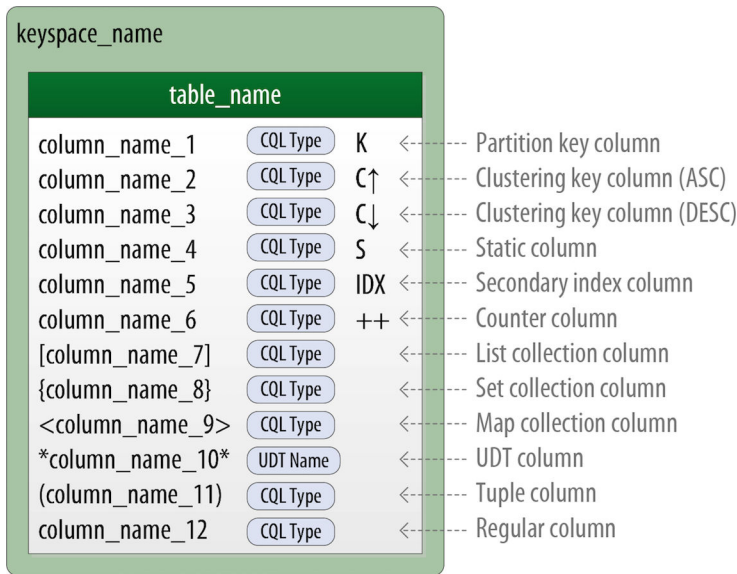 keyspace_name
table_name
column_name_1 CQL Type K Partition key column
column_name_2 CQL Type C↑ Clustering key column (ASC)
column_name_3 CQL Type C↓ Clustering key column (DESC)
column_name_4 CQL Type S Static column
column_name_5 CQL Type IDX Secondary index column
column_name_6 CQL Type ++ Counter column
[column_name_7] CQL Type List collection column
{column_name_8} CQL Type Set collection column
<column_name_9> CQL Type Map collection column
*column_name_10* UDT Name UDT column
(column_name_11) CQL Type Tuple column
column_name_12 CQL Type Regular column